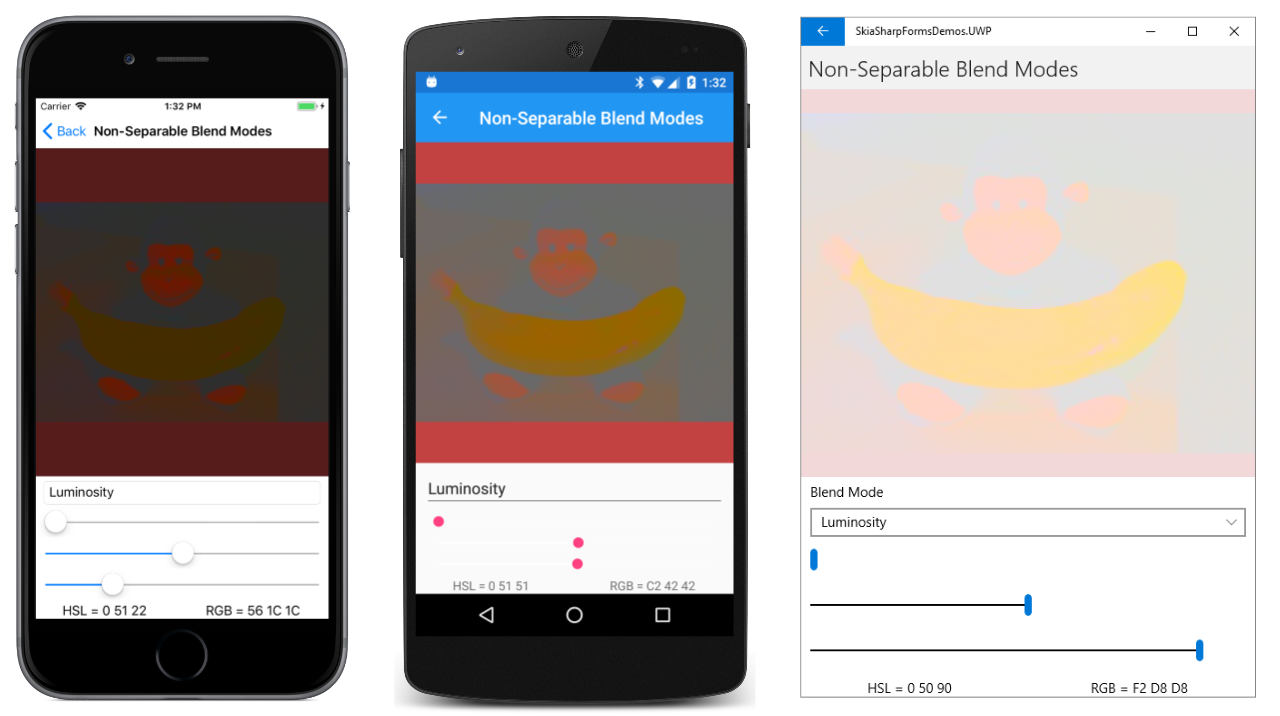 Carrier 1:32 PM
Back Non-Separable Blend Modes
Luminosity
HSL = 0 51 22 RGB = 56 1C 1C
1:32
Non-Separable Blend Modes
Luminosity
HSL = 0 51 51 RGB = C2 42 42
SkiaSharpFormsDemos.UWP
Non-Separable Blend Modes
Blend Mode
Luminosity
HSL = 0 50 90 RGB = F2 D8 D8